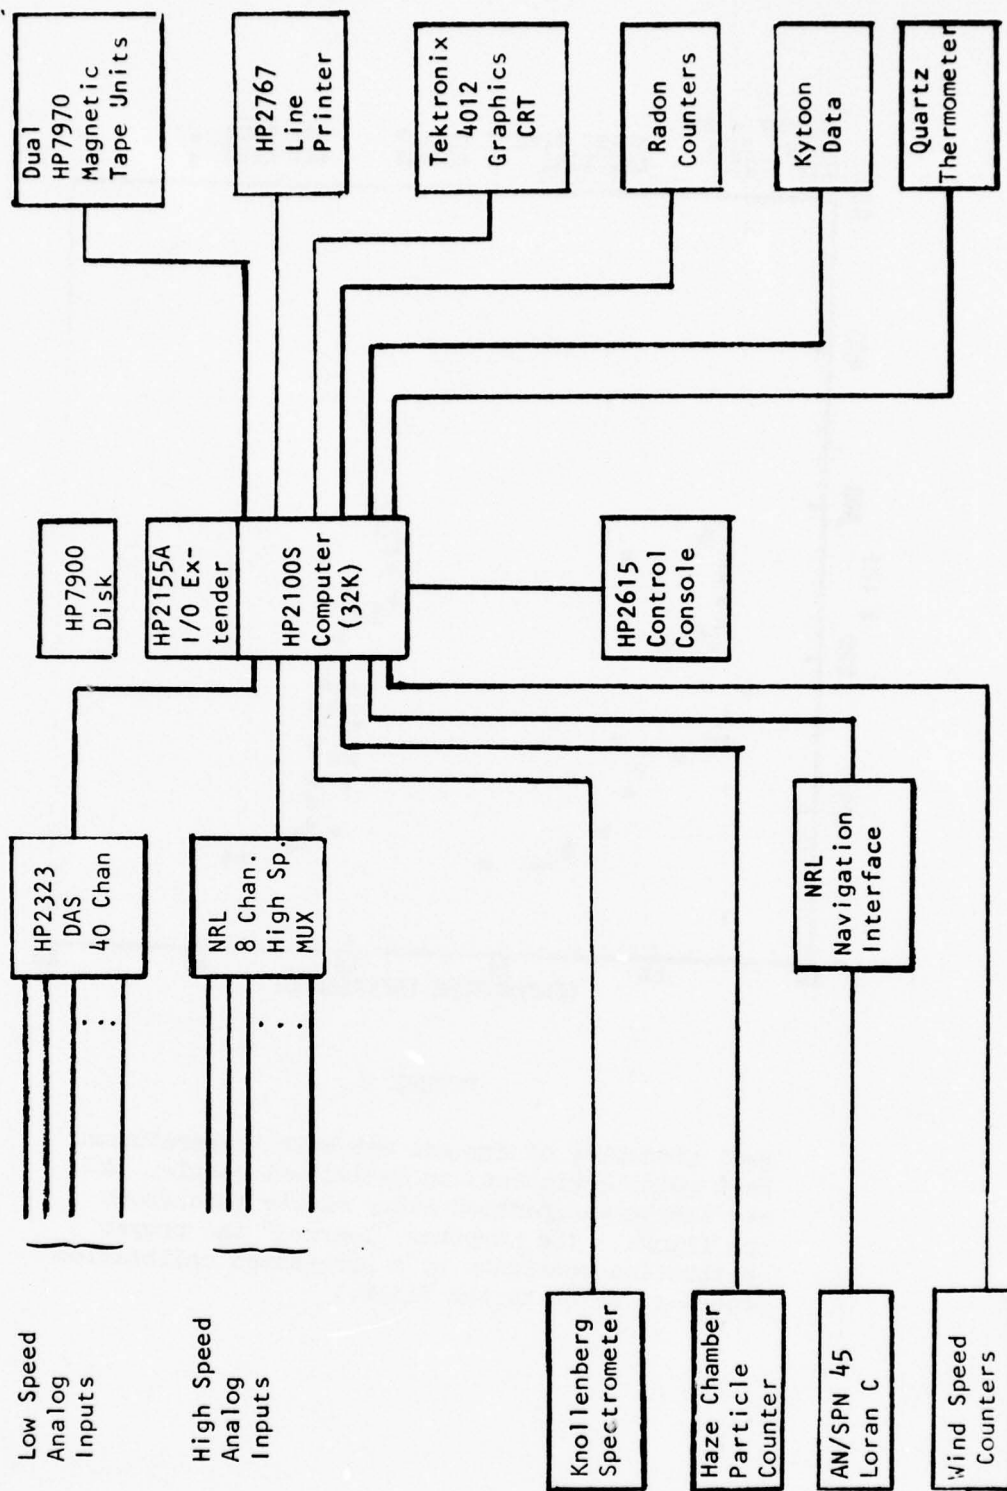 Low Speed
Analog
Inputs
High Speed
Analog
Inputs
HP2323
DAS
40 Chan
NRL
8 Chan.
High Sp.
MUX
Knollenberg
Spectrometer
Haze Chamber
Particle
Counter
AN/SPN 45
Loran C
NRL
Navigation
Interface
Wind Speed
Counters
HP7900
Disk
HP2155A
I/O Ex-
tender
HP2100S
Computer
(32K)
HP2615
Control
Console
Dual
HP7970
Magnetic
Tape Units
HP2767
Line
Printer
Tektronix
4012
Graphics
CRT
Radon
Counters
Kytoon
Data
Quartz
Thermometer